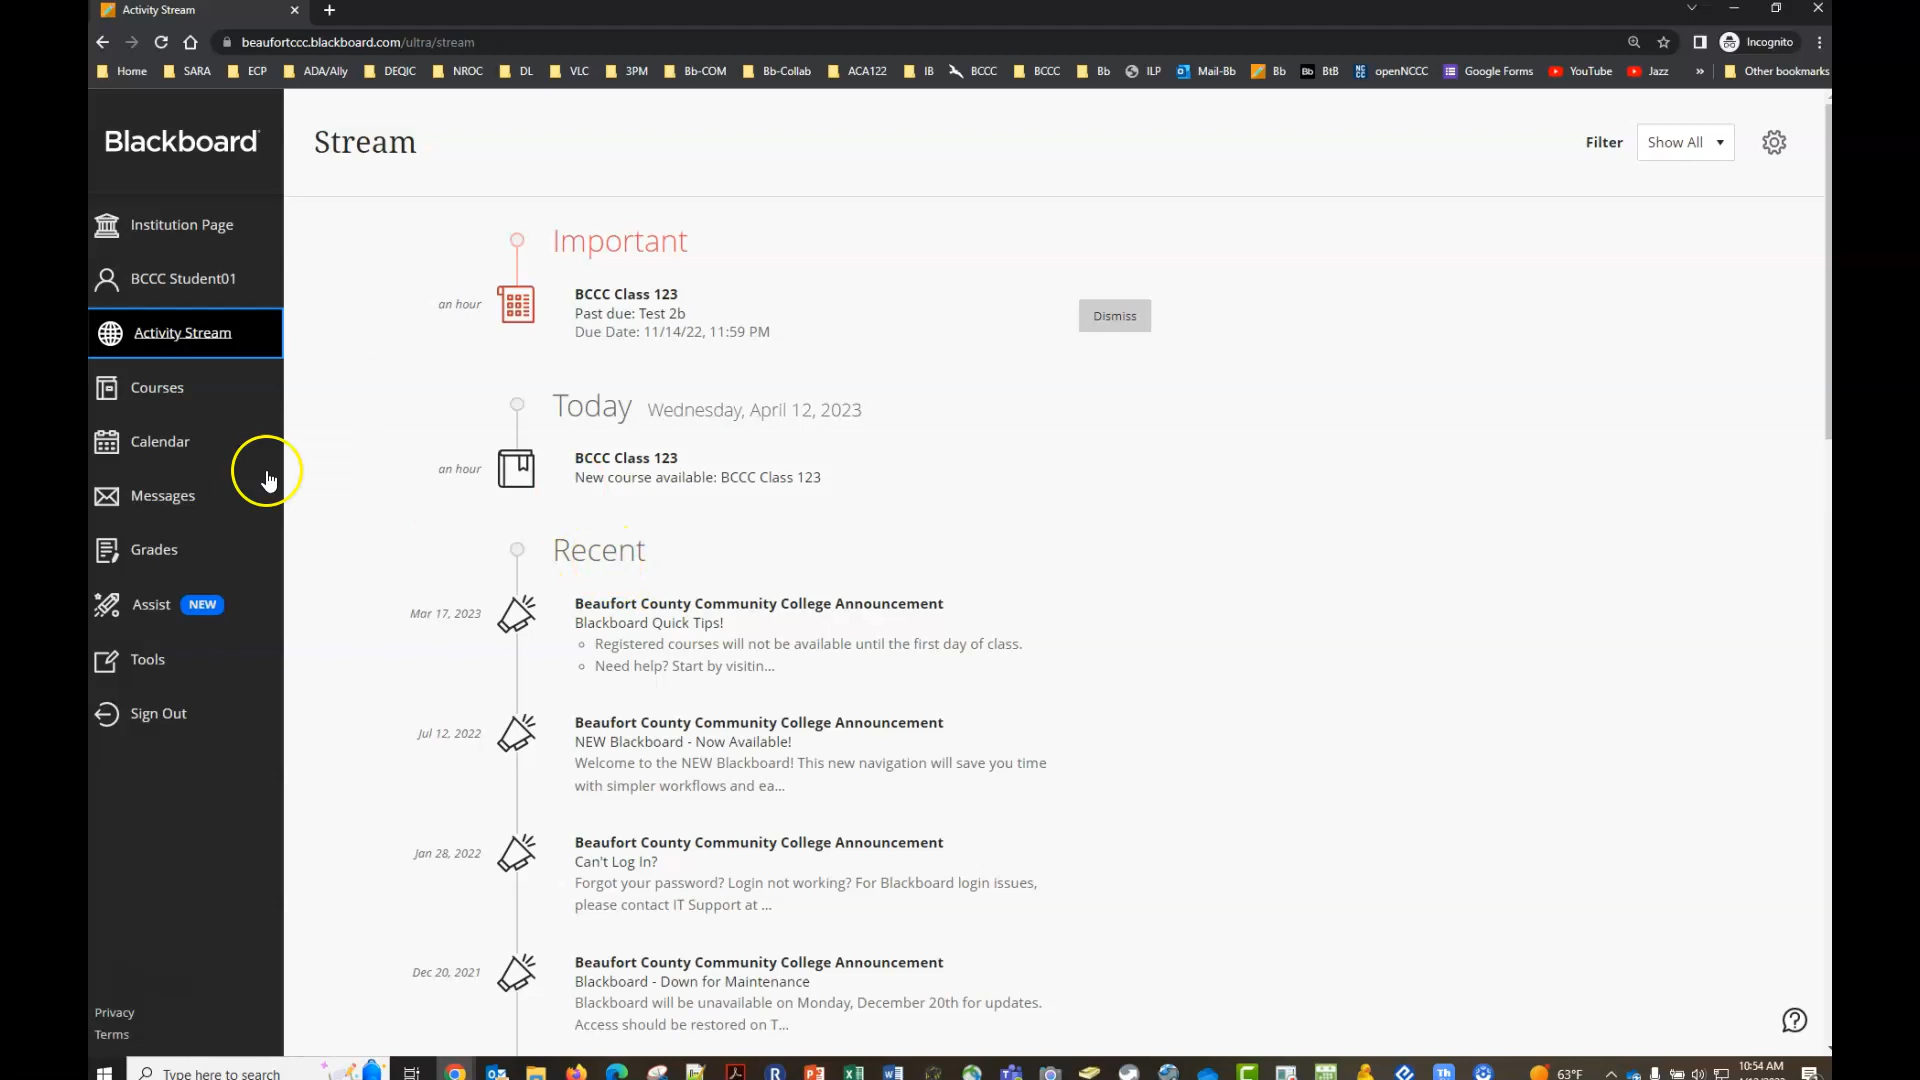 Activity Stream
beaufortccc.blackboard.com/ultra/stream
Incognito
Home SARA ECP ADA/Ally DEQIC NROC DL VLC 3PM Bb-COM Bb-Collab ACA122 IB BCCC BCCC Bb ILP Mail-Bb Bb BtB openNCCC Google Forms YouTube Jazz » Other bookmarks
Blackboard
Institution Page
BCCC Student01
Activity Stream
Courses
Calendar
Messages
Grades
Assist NEW
Tools
Sign Out
Privacy
Terms
Stream
Filter Show All
Important
an hour
BCCC Class 123
Past due: Test 2b
Due Date: 11/14/22, 11:59 PM
Dismiss
Today Wednesday, April 12, 2023
an hour
BCCC Class 123
New course available: BCCC Class 123
Recent
Mar 17, 2023
Beaufort County Community College Announcement
Blackboard Quick Tips!
Registered courses will not be available until the first day of class.
Need help? Start by visitin...
Jul 12, 2022
Beaufort County Community College Announcement
NEW Blackboard - Now Available!
Welcome to the NEW Blackboard! This new navigation will save you time
with simpler workflows and ea...
Jan 28, 2022
Beaufort County Community College Announcement
Can't Log In?
Forgot your password? Login not working? For Blackboard login issues,
please contact IT Support at ...
Dec 20, 2021
Beaufort County Community College Announcement
Blackboard - Down for Maintenance
Blackboard will be unavailable on Monday, December 20th for updates.
Access should be restored on T...
Type here to search
63°F
10:54 AM